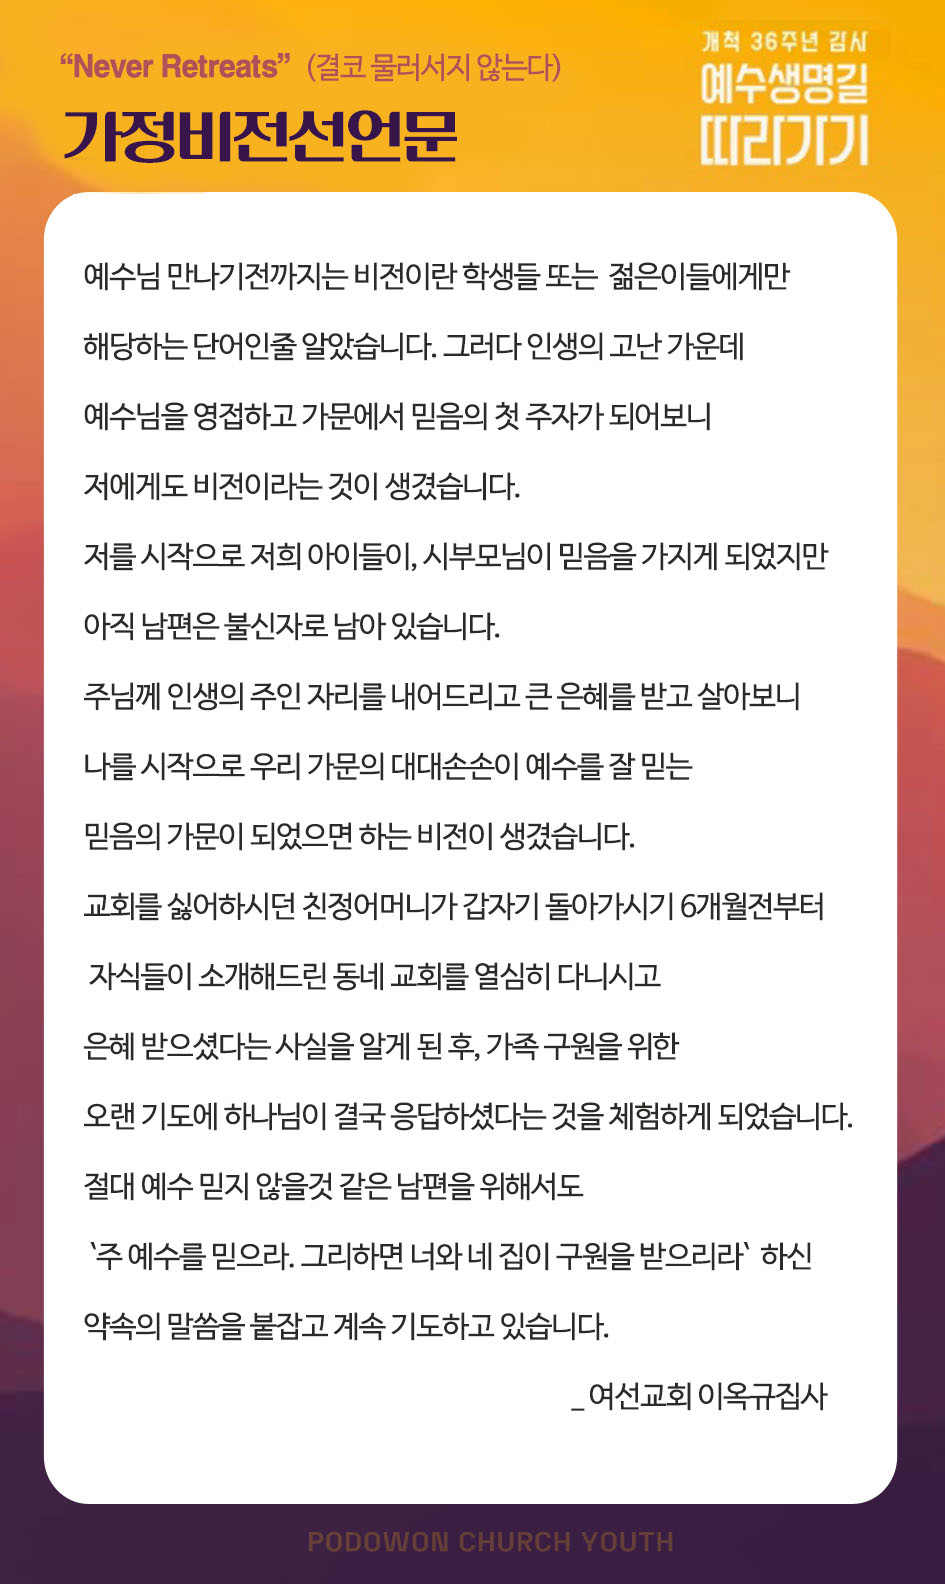 “Never Retreats” (결코 물러서지 않는다)
가정비전선언문
개척 36주년 감사
예수생명길
따라가기
예수님 만나기전까지는 비전이란 학생들 또는 젊은이들에게만
해당하는 단어인줄 알았습니다. 그러다 인생의 고난 가운데
예수님을 영접하고 가문에서 믿음의 첫 주자가 되어보니
저에게도 비전이라는 것이 생겼습니다.
저를 시작으로 저희 아이들이, 시부모님이 믿음을 가지게 되었지만
아직 남편은 불신자로 남아 있습니다.
주님께 인생의 주인 자리를 내어드리고 큰 은혜를 받고 살아보니
나를 시작으로 우리 가문의 대대손손이 예수를 잘 믿는
믿음의 가문이 되었으면 하는 비전이 생겼습니다.
교회를 싫어하시던 친정어머니가 갑자기 돌아가시기 6개월전부터
자식들이 소개해드린 동네 교회를 열심히 다니시고
은혜 받으셨다는 사실을 알게 된 후, 가족 구원을 위한
오랜 기도에 하나님이 결국 응답하셨다는 것을 체험하게 되었습니다.
절대 예수 믿지 않을것 같은 남편을 위해서도
‵주 예수를 믿으라. 그리하면 너와 네 집이 구원을 받으리라‵ 하신
약속의 말씀을 붙잡고 계속 기도하고 있습니다.
_ 여선교회 이옥규집사
PODOWON CHURCH YOUTH